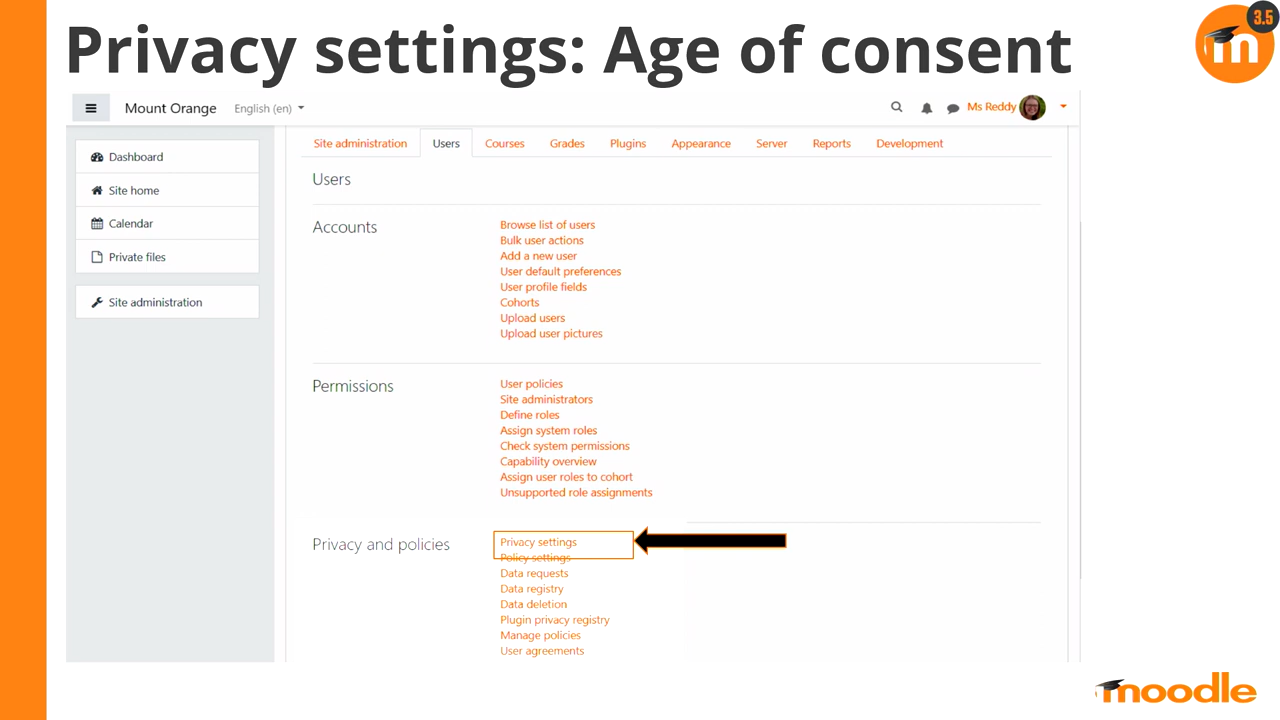 Privacy settings: Age of consent
3.5
m
Mount Orange English (en)
Ms Reddy
Dashboard
Site home
Calendar
Private files
Site administration
Site administration Users Courses Grades Plugins Appearance Server Reports Development
Users
Accounts
Browse list of users
Bulk user actions
Add a new user
User default preferences
User profile fields
Cohorts
Upload users
Upload user pictures
Permissions
User policies
Site administrators
Define roles
Assign system roles
Check system permissions
Capability overview
Assign user roles to cohort
Unsupported role assignments
Privacy and policies
Privacy settings
Policy settings
Data requests
Data registry
Data deletion
Plugin privacy registry
Manage policies
User agreements
moodle